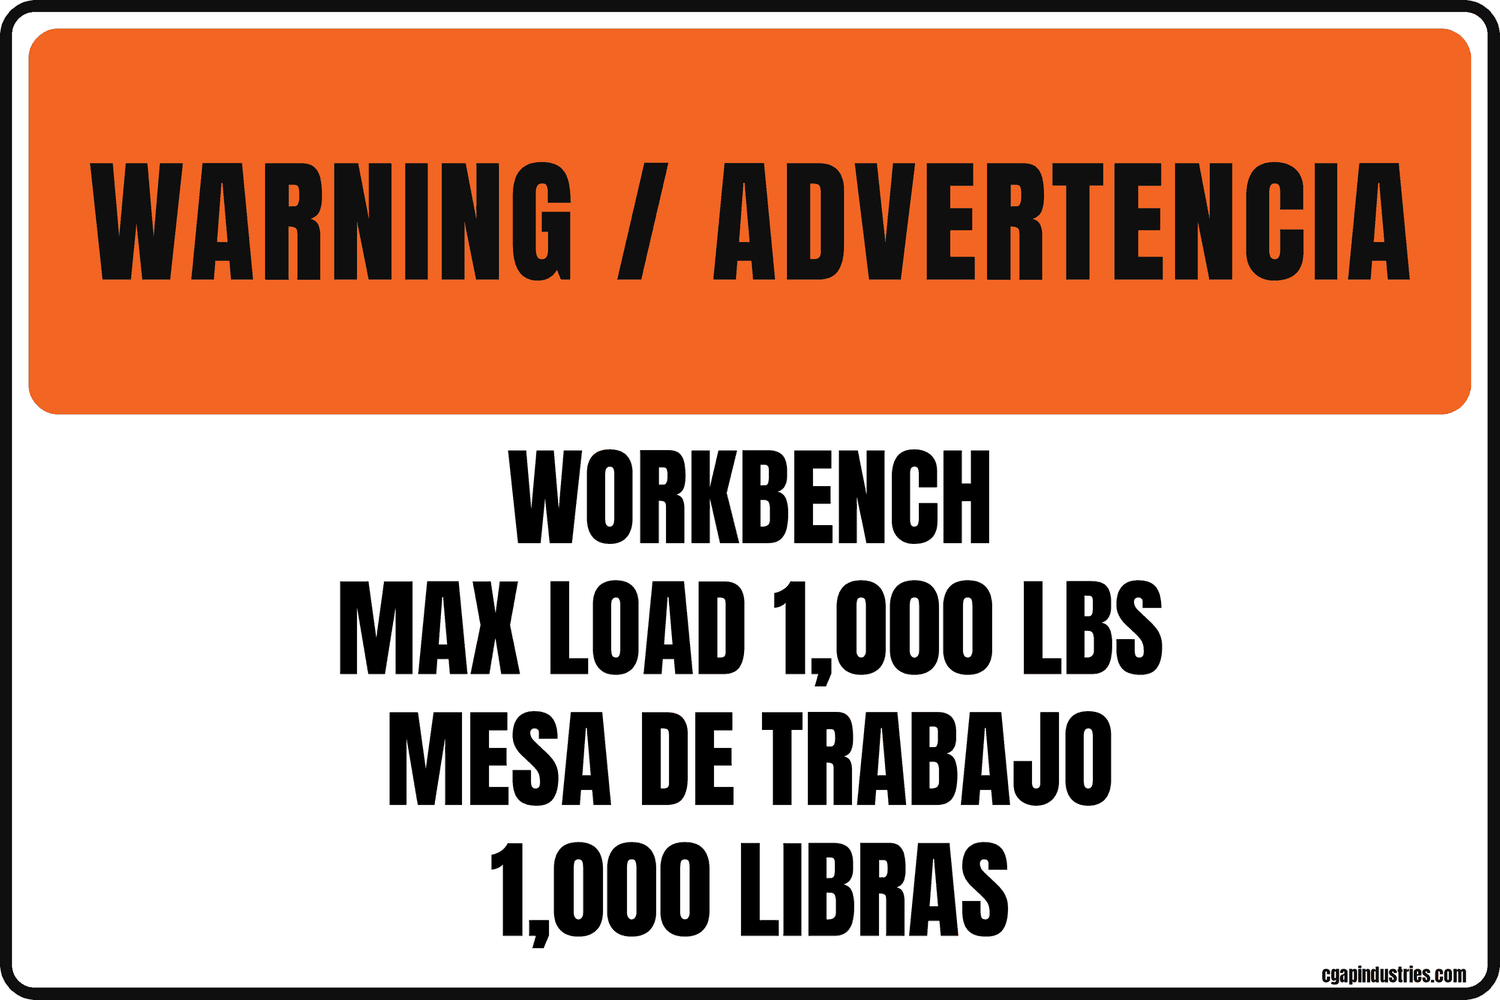 WARNING / ADVERTENCIA
WORKBENCH
MAX LOAD 1,000 LBS
MESA DE TRABAJO
1,000 LIBRAS
cgapindustries.com